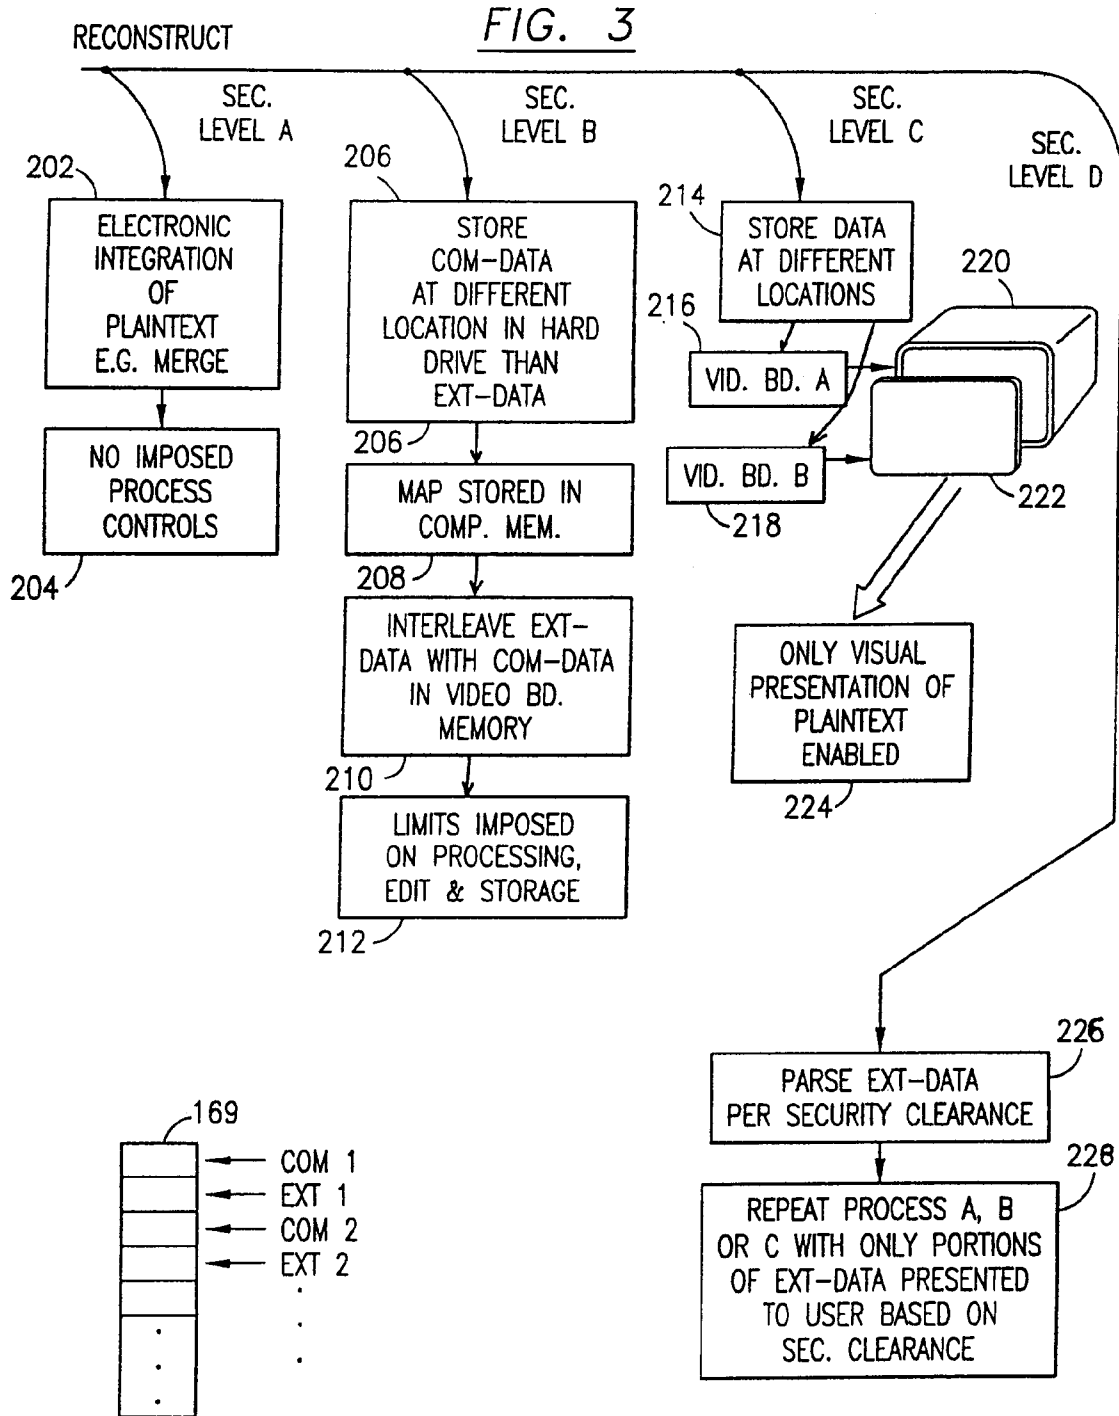 FIG. 3
RECONSTRUCT
SEC.
LEVEL A
SEC.
LEVEL B
SEC.
LEVEL C
SEC.
LEVEL D
202
ELECTRONIC
INTEGRATION
OF
PLAINTEXT
E.G. MERGE
NO IMPOSED
PROCESS
CONTROLS
204
206
STORE
COM-DATA
AT DIFFERENT
LOCATION IN HARD
DRIVE THAN
EXT-DATA
206
MAP STORED IN
COMP. MEM.
208
INTERLEAVE EXT-
DATA WITH COM-DATA
IN VIDEO BD.
MEMORY
210
LIMITS IMPOSED
ON PROCESSING,
EDIT & STORAGE
212
214
STORE DATA
AT DIFFERENT
LOCATIONS
216
VID. BD. A
VID. BD. B
218
220
222
ONLY VISUAL
PRESENTATION OF
PLAINTEXT
ENABLED
224
226
PARSE EXT-DATA
PER SECURITY CLEARANCE
228
REPEAT PROCESS A, B
OR C WITH ONLY PORTIONS
OF EXT-DATA PRESENTED
TO USER BASED ON
SEC. CLEARANCE
169
COM 1
EXT 1
COM 2
EXT 2